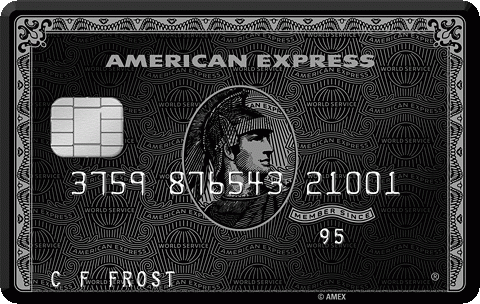 AMERICAN EXPRESS
3759 876543 21001
MEMBER SINCE
95
C F FROST
®
© AMEX